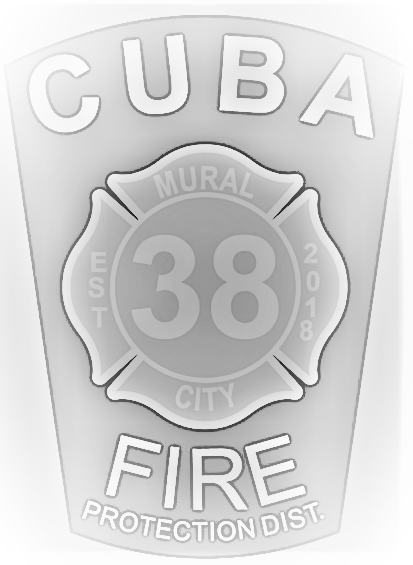 CUBA
MURAL
EST
38
2018
CITY
FIRE
PROTECTION DIST.